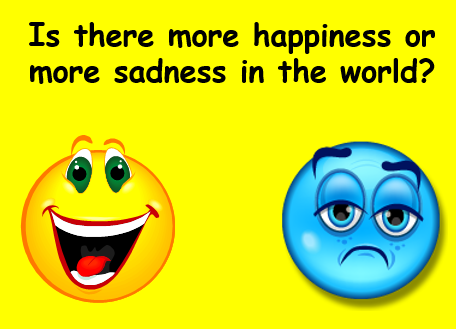 Is there more happiness or
more sadness in the world?